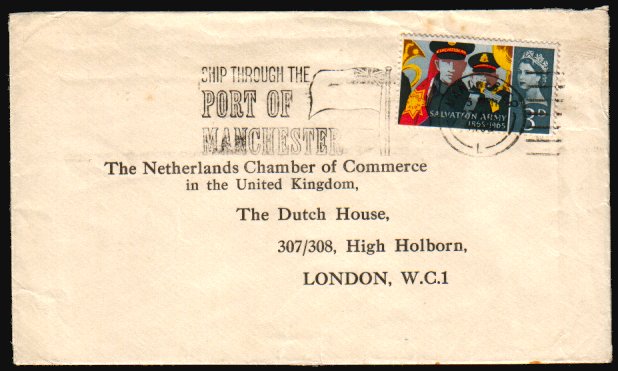 SHIP THROUGH THE
PORT OF
MANCHESTER
SALVATION ARMY
1865-1965
3D
The Netherlands Chamber of Commerce
in the United Kingdom,
The Dutch House,
307/308, High Holborn,
LONDON, W.C.1